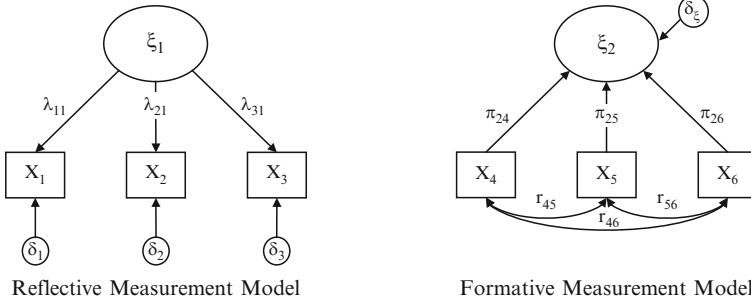 ξ₁
λ₁₁ λ₂₁ λ₃₁
X₁ X₂ X₃
δ₁ δ₂ δ₃
Reflective Measurement Model
δ_ξ
ξ₂
π₂₄ π₂₅ π₂₆
X₄ X₅ X₆
r₄₅ r₅₆
r₄₆
Formative Measurement Model